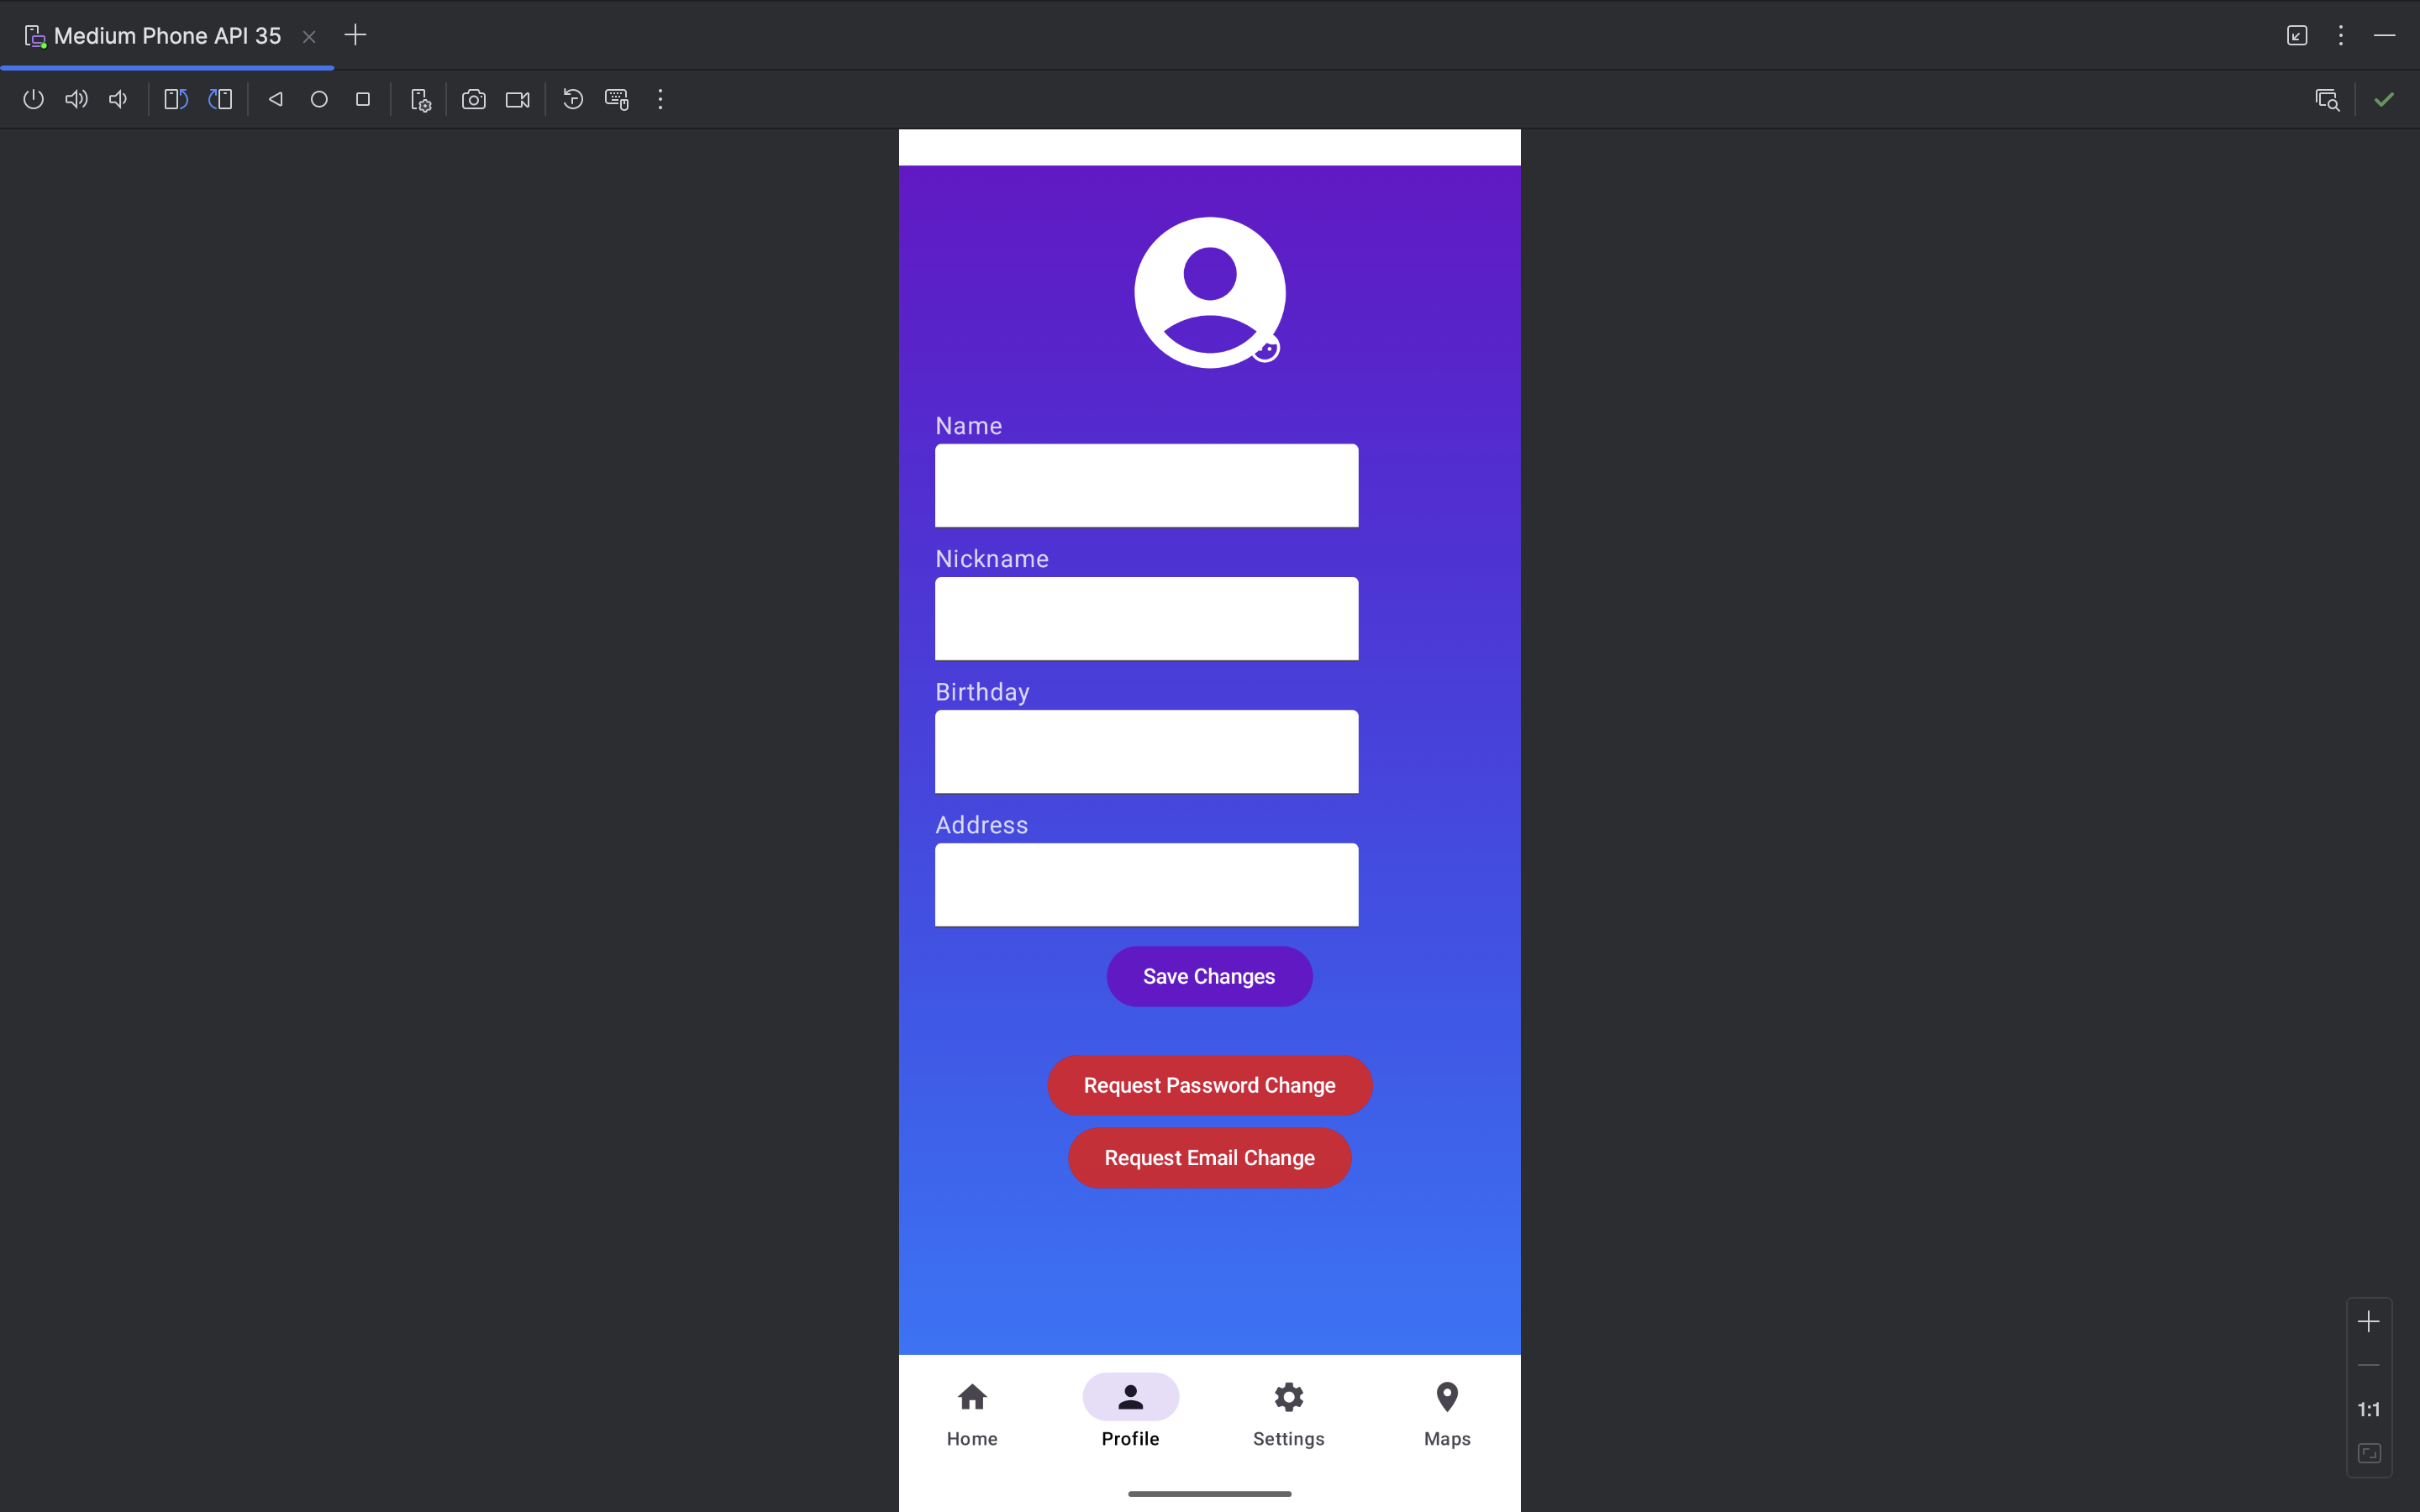 Medium Phone API 35
Name
Nickname
Birthday
Address
Save Changes
Request Password Change
Request Email Change
Home
Profile
Settings
Maps
1:1